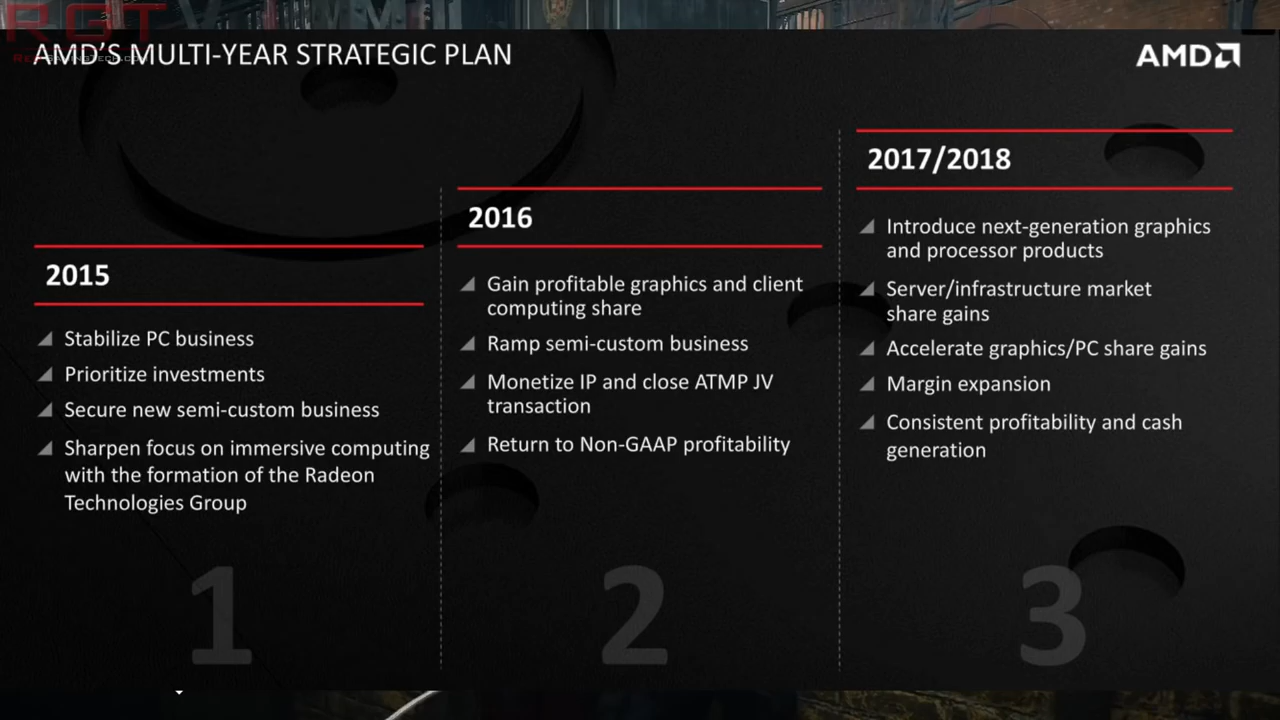 RGT
REDGAMINGTECH.COM
AMD'S MULTI-YEAR STRATEGIC PLAN
AMD
2015
Stabilize PC business
Prioritize investments
Secure new semi-custom business
Sharpen focus on immersive computing
with the formation of the Radeon
Technologies Group
1
2016
Gain profitable graphics and client
computing share
Ramp semi-custom business
Monetize IP and close ATMP JV
transaction
Return to Non-GAAP profitability
2
2017/2018
Introduce next-generation graphics
and processor products
Server/infrastructure market
share gains
Accelerate graphics/PC share gains
Margin expansion
Consistent profitability and cash
generation
3